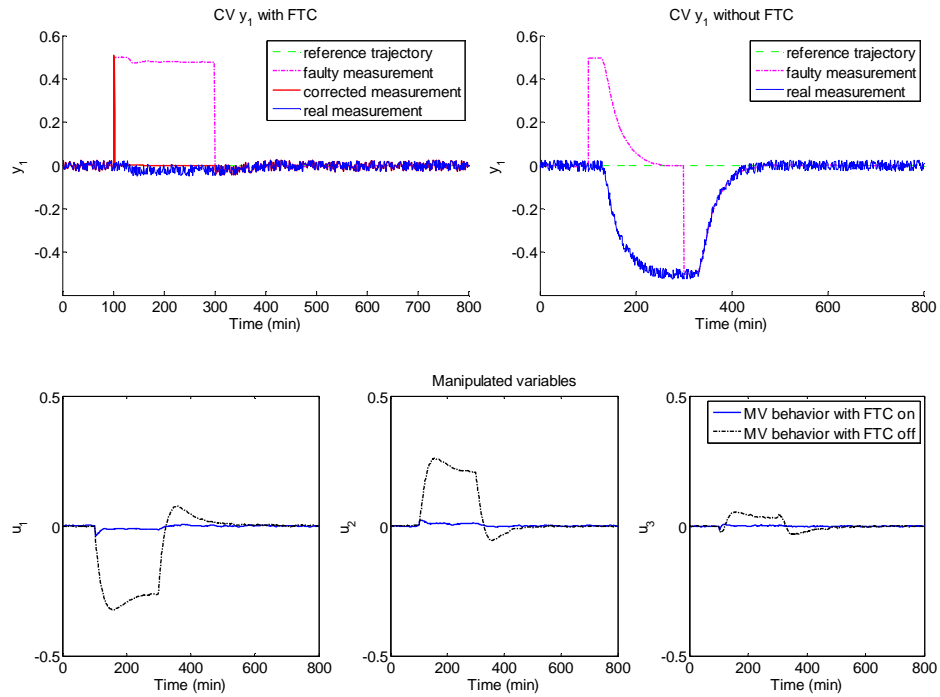 CV y1 with FTC
0.6
0.4
0.2
0
-0.2
-0.4
y1
reference trajectory
faulty measurement
corrected measurement
real measurement
0 100 200 300 400 500 600 700 800
Time (min)
CV y1 without FTC
0.6
0.4
0.2
0
-0.2
-0.4
y1
reference trajectory
faulty measurement
real measurement
0 200 400 600 800
Time (min)
Manipulated variables
0.5
0
-0.5
u1
0 200 400 600 800
Time (min)
0.5
0
-0.5
u2
0 200 400 600 800
Time (min)
0.5
0
-0.5
u3
MV behavior with FTC on
MV behavior with FTC off
0 200 400 600 800
Time (min)